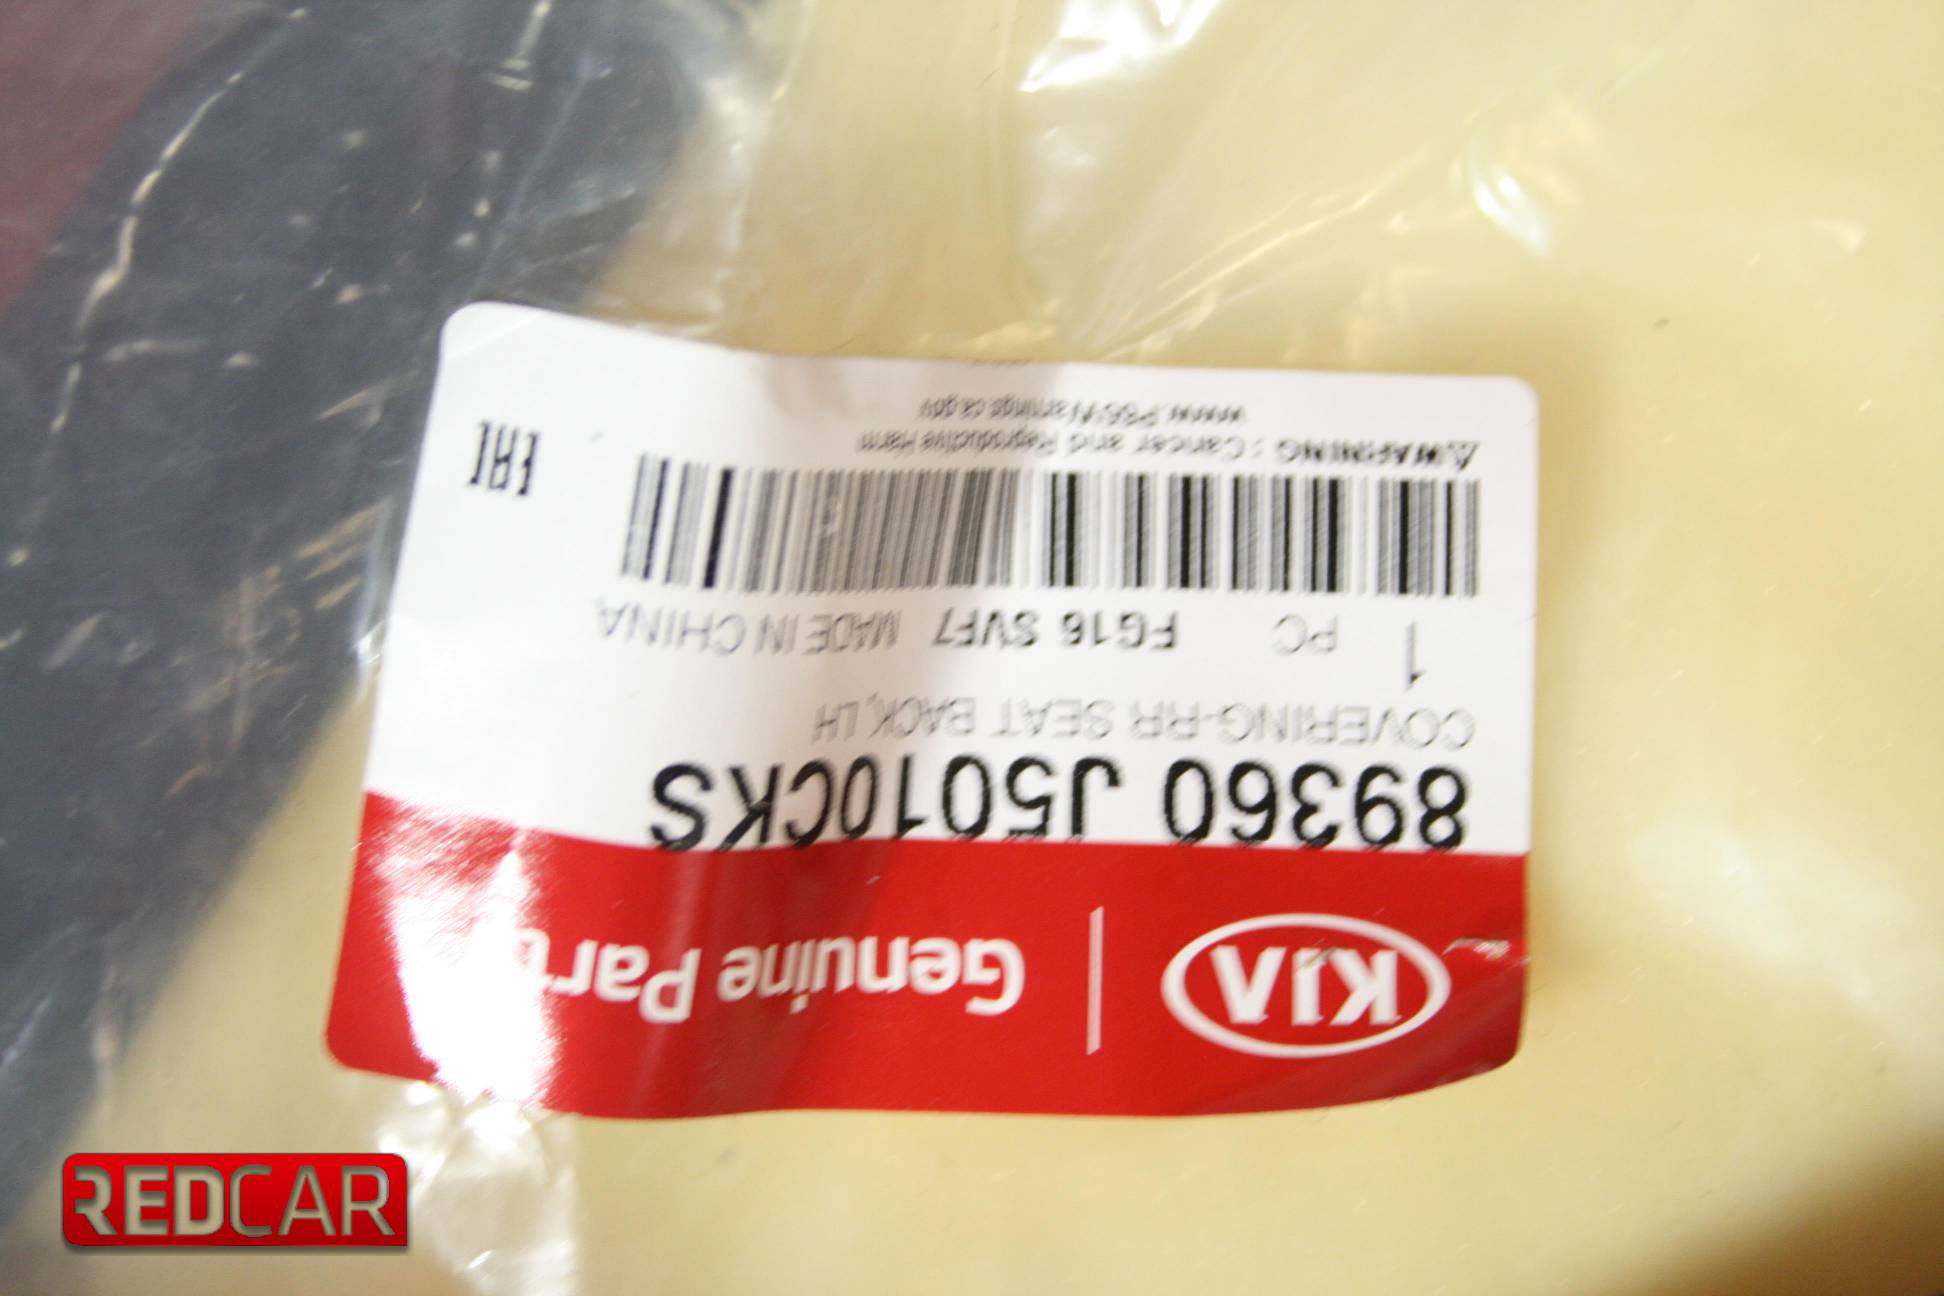 KIA Genuine Parts
89360 J5010CKS
COVERING-RR SEAT BACK,LH
1 PC FG16 SVF7 MADE IN CHINA
⚠WARNING : Cancer and Reproductive Harm
www.P65Warnings.ca.gov
EAC
REDCAR